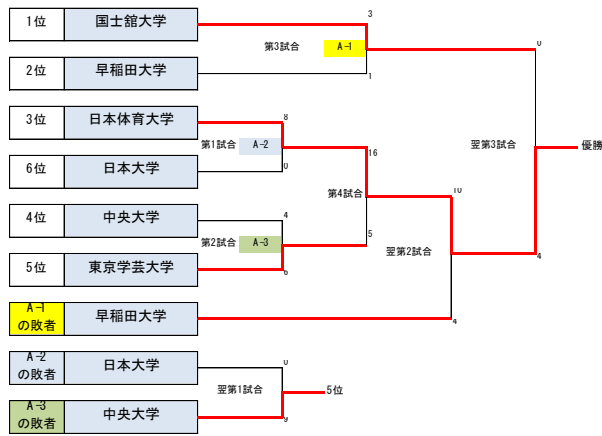 1位 国士舘大学 3
第3試合 A-1 0
2位 早稲田大学 1
3位 日本体育大学 8
第1試合 A-2 16 翌第3試合 優勝
6位 日本大学 0
第4試合 10
4位 中央大学 4
第2試合 A-3 5 翌第2試合 4
5位 東京学芸大学 6
A-1 の敗者 早稲田大学 4
A-2 の敗者 日本大学 0
翌第1試合 5位
A-3 の敗者 中央大学 9